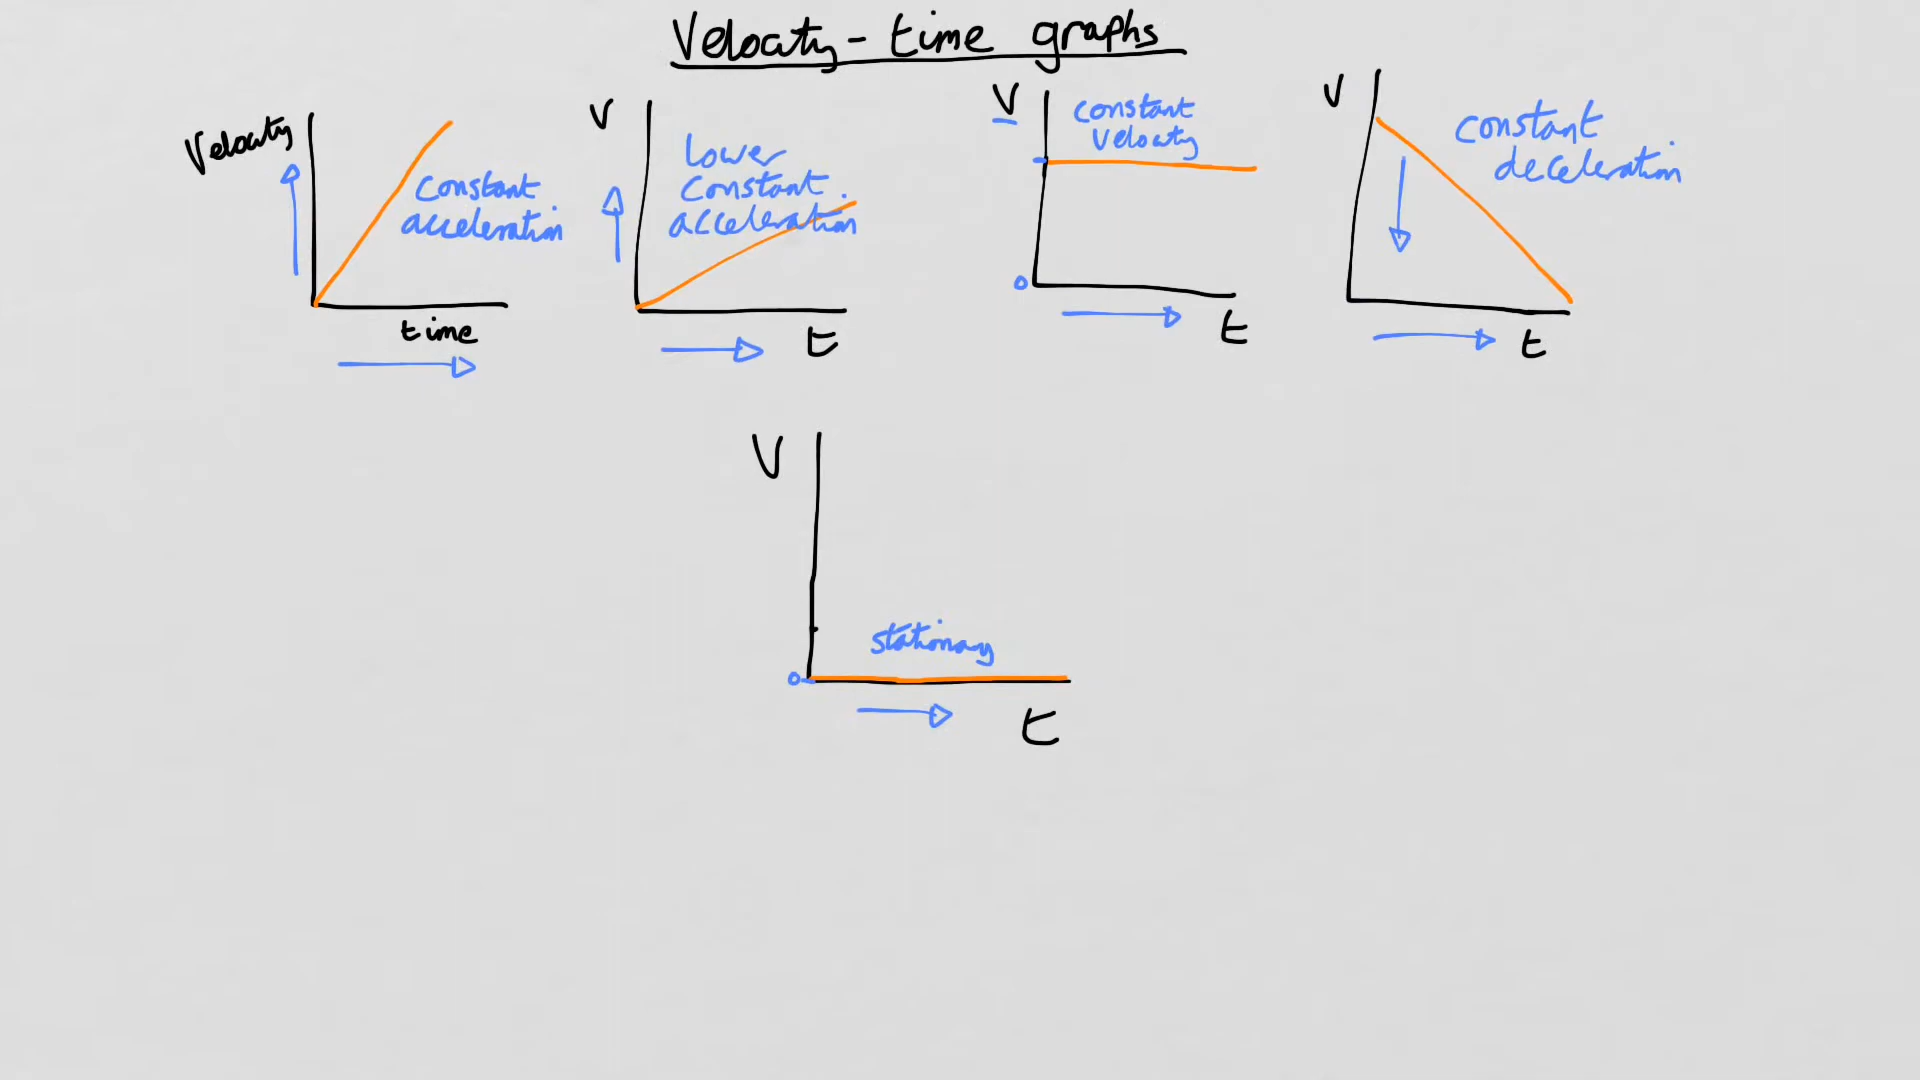 Velocity - time graphs
Velocity
constant
acceleration
time
V
Lower
constant
acceleration
t
V
constant
velocity
0
t
V
constant
deceleration
t
V
stationary
0
t